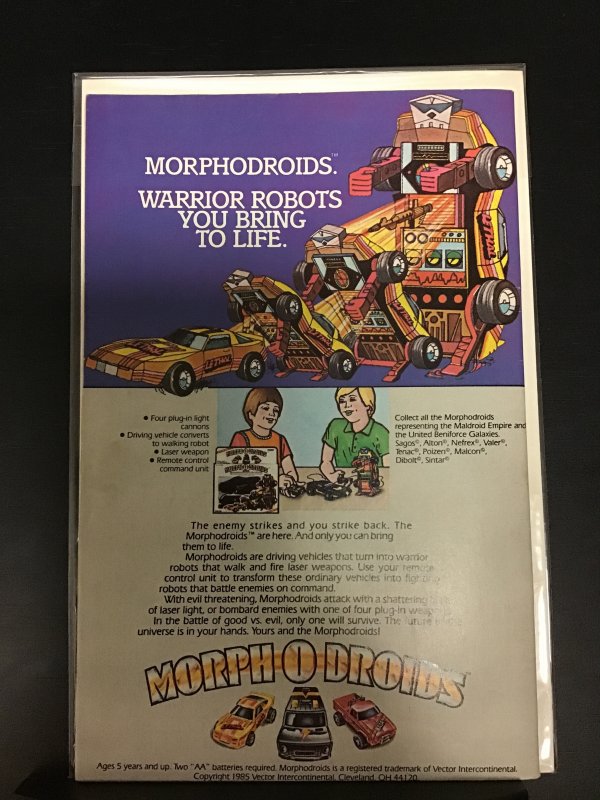 MORPHODROIDS.™
WARRIOR ROBOTS
YOU BRING
TO LIFE.
• Four plug-in light
cannons
• Driving vehicle converts
to walking robot
• Laser weapon
• Remote control
command unit
Collect all the Morphodroids
representing the Maldroid Empire and
the United Beniforce Galaxies.
Sagos®, Alton®, Nefrex®, Valer®,
Tenac®, Poizen®, Malcon®,
Dibolt®, Sintar®
The enemy strikes and you strike back. The
Morphodroids™ are here. And only you can bring
them to life.
Morphodroids are driving vehicles that turn into warrior
robots that walk and fire laser weapons. Use your remote
control unit to transform these ordinary vehicles into fighting
robots that battle enemies on command.
With evil threatening, Morphodroids attack with a shattering
of laser light, or bombard enemies with one of four plug-in
In the battle of good vs. evil, only one will survive. The future of the
universe is in your hands. Yours and the Morphodroids!
MORPH-O-DROIDS
Ages 5 years and up. Two "AA" batteries required. Morphodroids is a registered trademark of Vector Intercontinental.
Copyright 1985 Vector Intercontinental, Cleveland, OH 44120